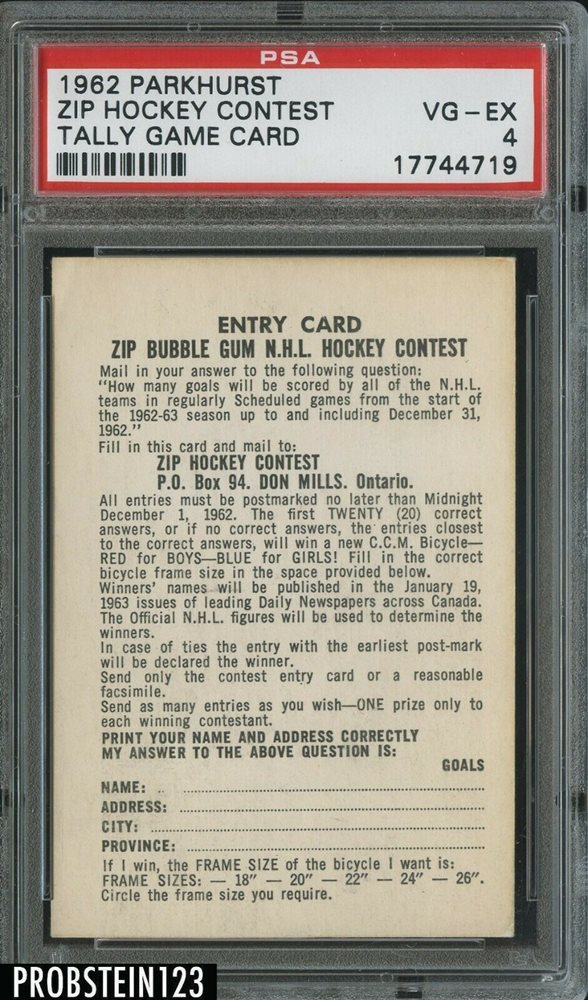 PSA
1962 PARKHURST
ZIP HOCKEY CONTEST VG-EX
TALLY GAME CARD 4
17744719
ENTRY CARD
ZIP BUBBLE GUM N.H.L. HOCKEY CONTEST
Mail in your answer to the following question:
"How many goals will be scored by all of the N.H.L.
teams in regularly Scheduled games from the start of
the 1962-63 season up to and including December 31,
1962."
Fill in this card and mail to:
ZIP HOCKEY CONTEST
P.O. Box 94. DON MILLS. Ontario.
All entries must be postmarked no later than Midnight
December 1, 1962. The first TWENTY (20) correct
answers, or if no correct answers, the entries closest
to the correct answers, will win a new C.C.M. Bicycle—
RED for BOYS—BLUE for GIRLS! Fill in the correct
bicycle frame size in the space provided below.
Winners' names will be published in the January 19,
1963 issues of leading Daily Newspapers across Canada.
The Official N.H.L. figures will be used to determine the
winners.
In case of ties the entry with the earliest post-mark
will be declared the winner.
Send only the contest entry card or a reasonable
facsimile.
Send as many entries as you wish—ONE prize only to
each winning contestant.
PRINT YOUR NAME AND ADDRESS CORRECTLY
MY ANSWER TO THE ABOVE QUESTION IS:
GOALS
NAME:
ADDRESS:
CITY:
PROVINCE:
If I win, the FRAME SIZE of the bicycle I want is:
FRAME SIZES: — 18" — 20" — 22" — 24" — 26".
Circle the frame size you require.
PROBSTEIN123